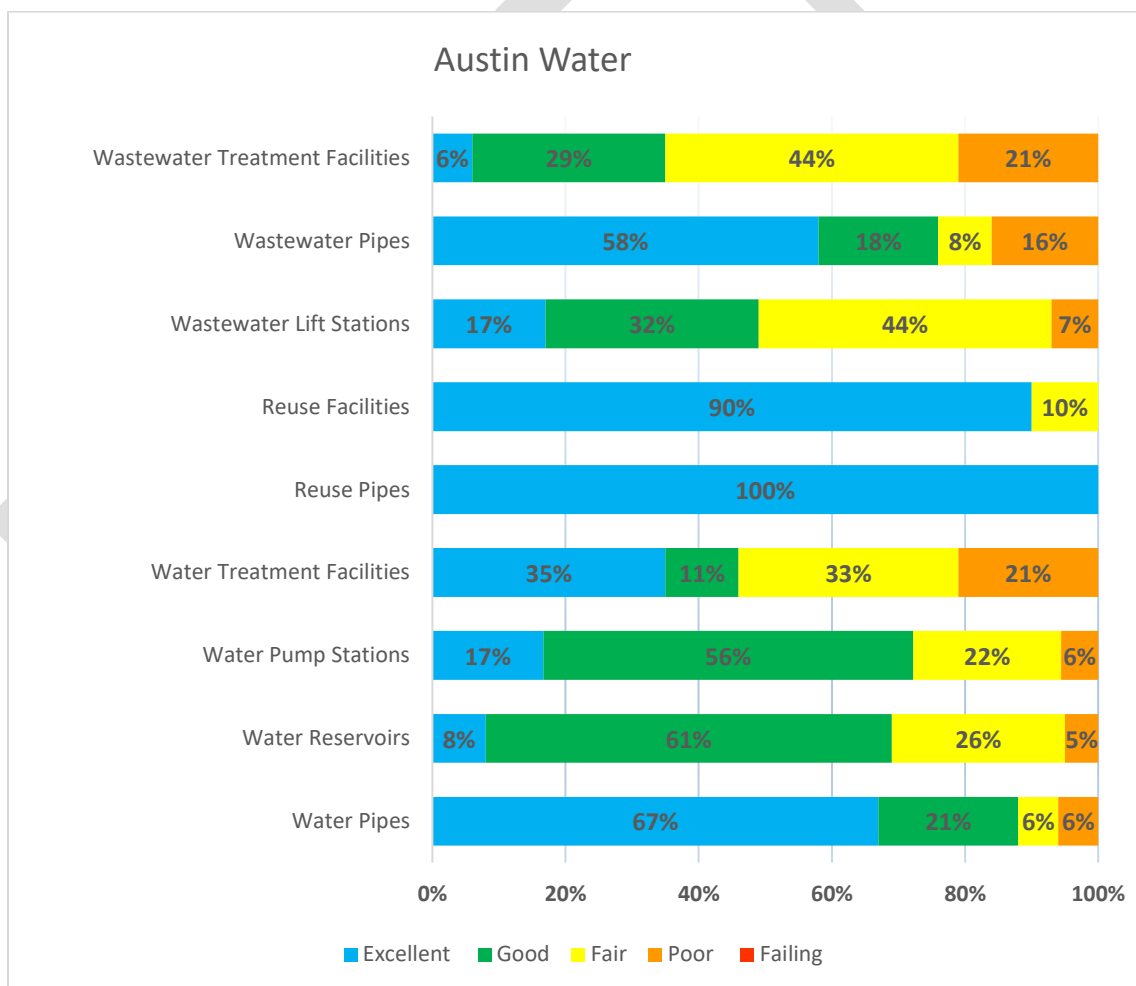 Austin Water
Wastewater Treatment Facilities 6% 29% 44% 21%
Wastewater Pipes 58% 18% 8% 16%
Wastewater Lift Stations 17% 32% 44% 7%
Reuse Facilities 90% 10%
Reuse Pipes 100%
Water Treatment Facilities 35% 11% 33% 21%
Water Pump Stations 17% 56% 22% 6%
Water Reservoirs 8% 61% 26% 5%
Water Pipes 67% 21% 6% 6%
0% 20% 40% 60% 80% 100%
Excellent Good Fair Poor Failing